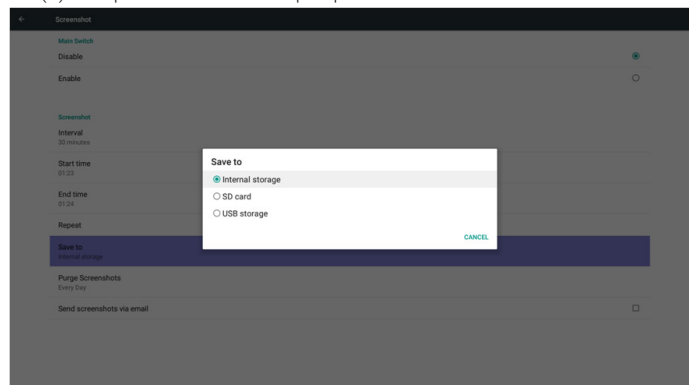 Screenshot
Main Switch
Disable
Enable
Screenshot
Interval
30 minutes
Start time
01:23
End time
01:24
Repeat
Save to
Internal storage
Purge Screenshots
Every Day
Send screenshots via email
Save to
Internal storage
SD card
USB storage
CANCEL